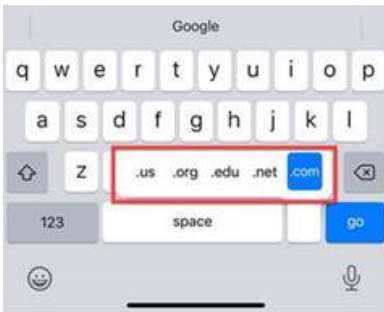 Google
q w e r t y u i o p
a s d f g h j k l
z .us .org .edu .net .com
123 space go